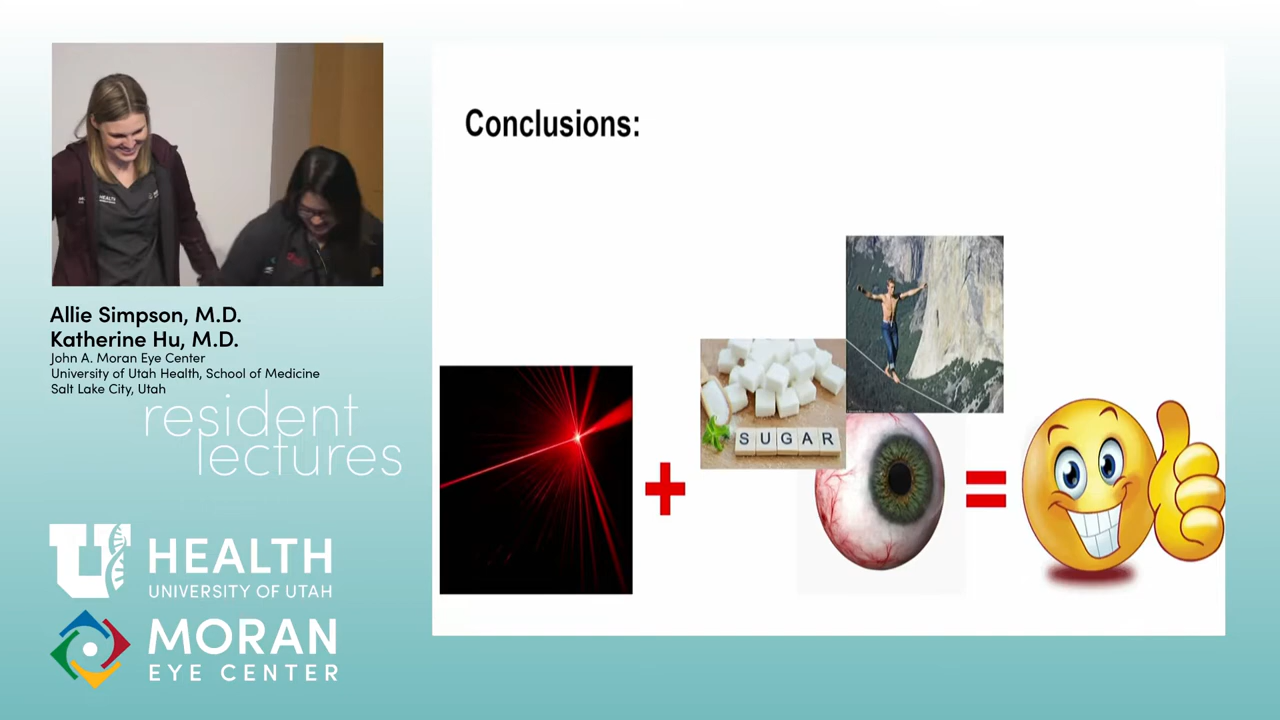 Conclusions:
SUGAR
Allie Simpson, M.D.
Katherine Hu, M.D.
John A. Moran Eye Center
University of Utah Health, School of Medicine
Salt Lake City, Utah
resident
lectures
U HEALTH
UNIVERSITY OF UTAH
MORAN
EYE CENTER
HEALTH